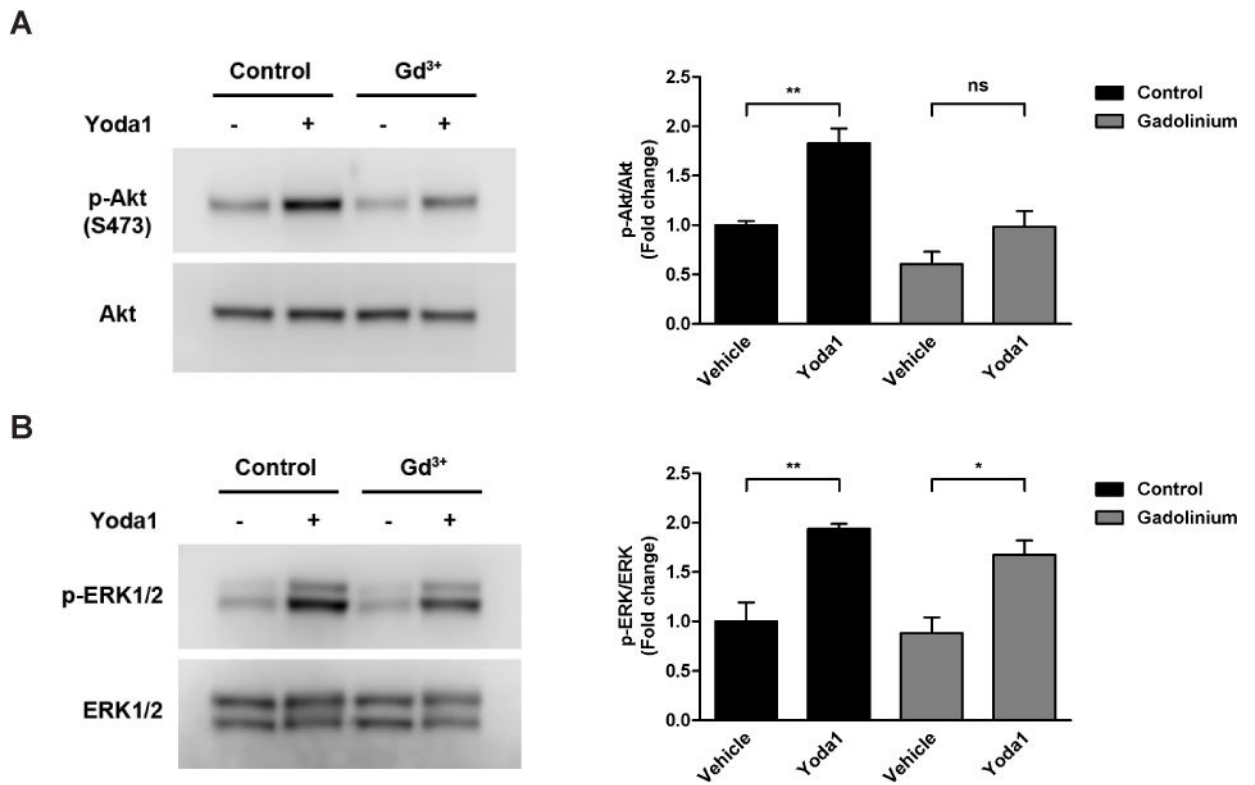 A
Control Gd³⁺
Yoda1 - + - +
p-Akt
(S473)
Akt
p-Akt/Akt
(Fold change)
2.5
2.0
1.5
1.0
0.5
0.0
** ns
Vehicle Yoda1 Vehicle Yoda1
Control
Gadolinium
B
Control Gd³⁺
Yoda1 - + - +
p-ERK1/2
ERK1/2
p-ERK/ERK
(Fold change)
2.5
2.0
1.5
1.0
0.5
0.0
** *
Vehicle Yoda1 Vehicle Yoda1
Control
Gadolinium